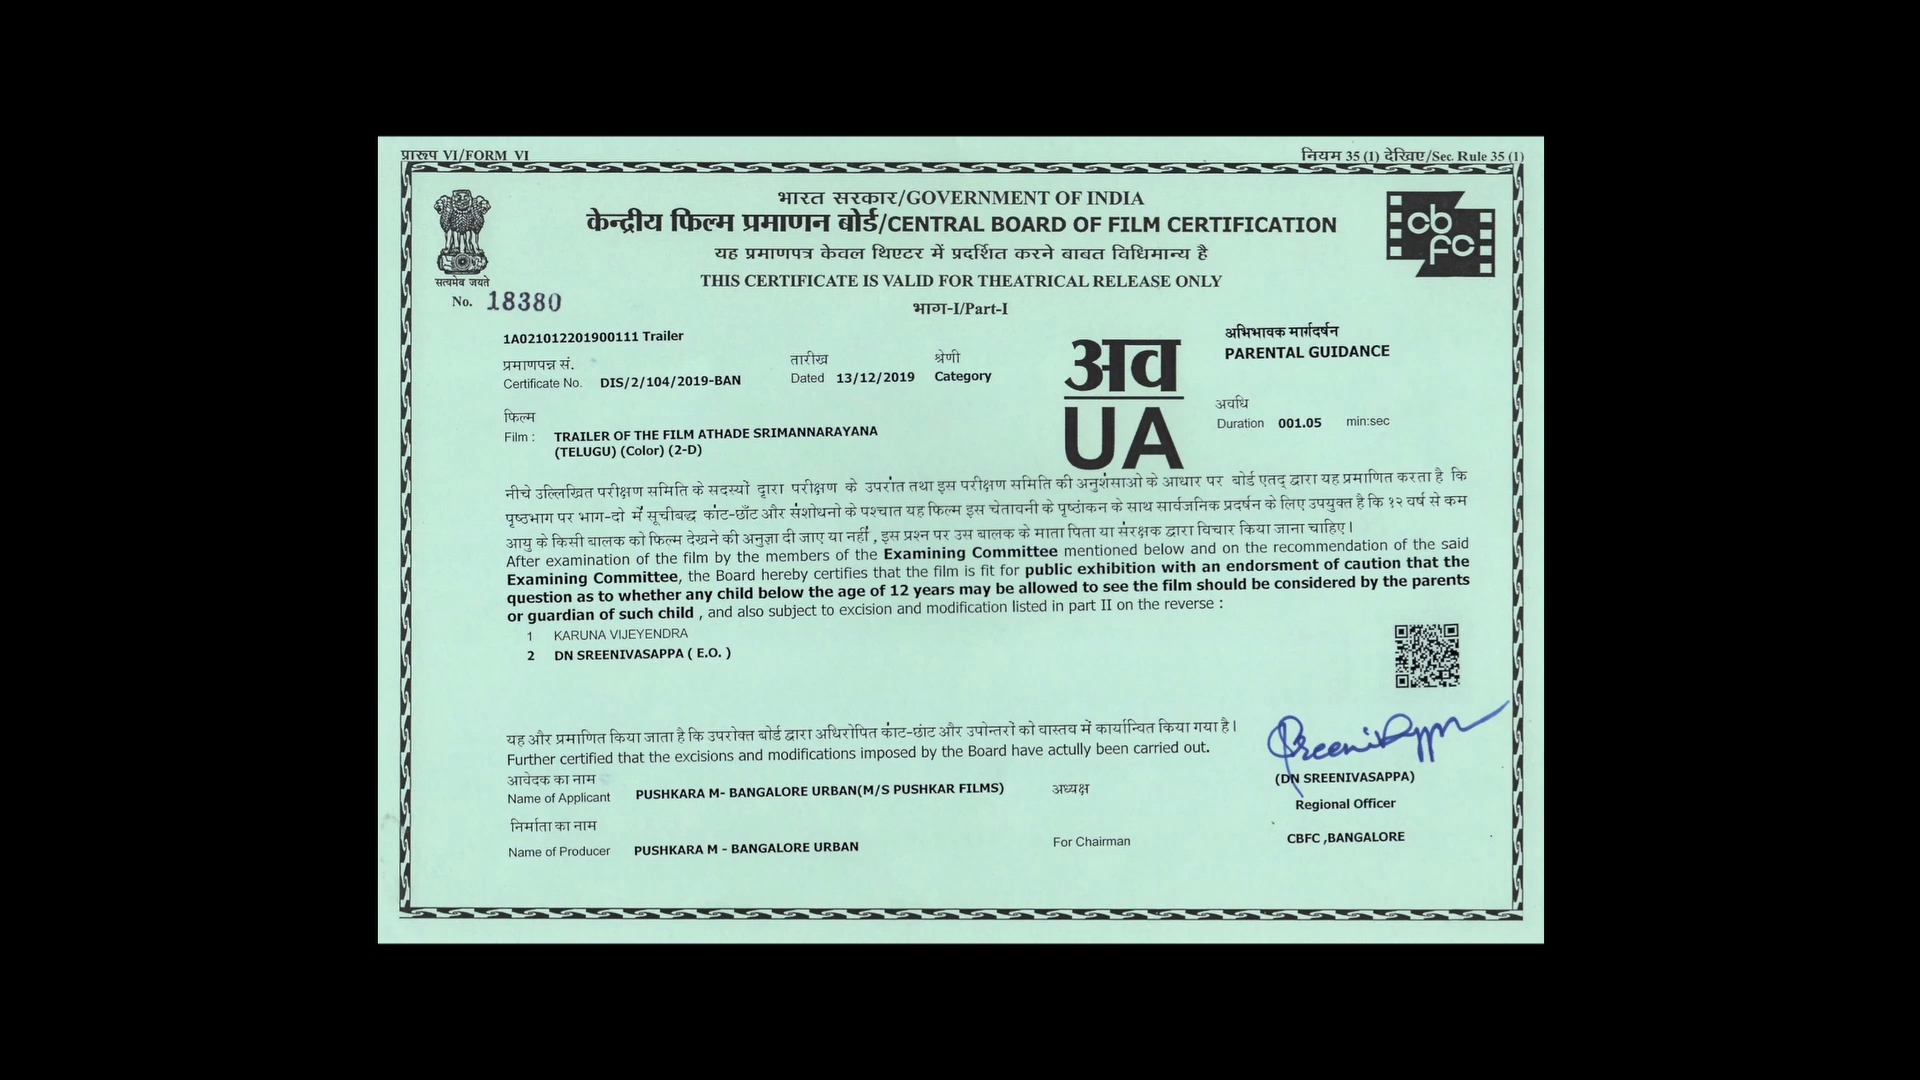 प्रारूप VI/FORM VI
नियम 35 (1) देखिए/Sec. Rule 35 (1)
भारत सरकार/GOVERNMENT OF INDIA
केन्द्रीय फिल्म प्रमाणन बोर्ड/CENTRAL BOARD OF FILM CERTIFICATION
cb
fc
यह प्रमाणपत्र केवल थिएटर में प्रदर्शित करने बाबत विधिमान्य है
THIS CERTIFICATE IS VALID FOR THEATRICAL RELEASE ONLY
सत्यमेव जयते
No. 18380
भाग-I/Part-I
1A021012201900111 Trailer
अव
UA
अभिभावक मार्गदर्षन
PARENTAL GUIDANCE
प्रमाणपत्र सं.
तारीख
श्रेणी
Certificate No. DIS/2/104/2019-BAN
Dated 13/12/2019
Category
अवधि
Duration 001.05 min:sec
फिल्म
Film : TRAILER OF THE FILM ATHADE SRIMANNARAYANA
(TELUGU) (Color) (2-D)
नीचे उल्लिखित परीक्षण समिति के सदस्यों द्वारा परीक्षण के उपरांत तथा इस परीक्षण समिति की अनुशंसाओ के आधार पर बोर्ड एतद् द्वारा यह प्रमाणित करता है कि
पृष्ठभाग पर भाग-दो में सूचीबद्ध कांट-छाँट और संशोधनो के पश्चात यह फिल्म इस चेतावनी के पृष्ठांकन के साथ सार्वजनिक प्रदर्षन के लिए उपयुक्त है कि १२ वर्ष से कम
आयु के किसी बालक को फिल्म देखने की अनुज्ञा दी जाए या नहीं , इस प्रश्न पर उस बालक के माता पिता या संरक्षक द्वारा विचार किया जाना चाहिए।
After examination of the film by the members of the Examining Committee mentioned below and on the recommendation of the said
Examining Committee, the Board hereby certifies that the film is fit for public exhibition with an endorsment of caution that the
question as to whether any child below the age of 12 years may be allowed to see the film should be considered by the parents
or guardian of such child , and also subject to excision and modification listed in part II on the reverse :
1 KARUNA VIJEYENDRA
2 DN SREENIVASAPPA ( E.O. )
यह और प्रमाणित किया जाता है कि उपरोक्त बोर्ड द्वारा अधिरोपित कांट-छांट और उपोन्तरों को वास्तव में कार्यान्वित किया गया है।
Further certified that the excisions and modifications imposed by the Board have actully been carried out.
आवेदक का नाम
Name of Applicant PUSHKARA M- BANGALORE URBAN(M/S PUSHKAR FILMS)
अध्यक्ष
(DN SREENIVASAPPA)
Regional Officer
निर्माता का नाम
Name of Producer PUSHKARA M - BANGALORE URBAN
For Chairman
CBFC ,BANGALORE